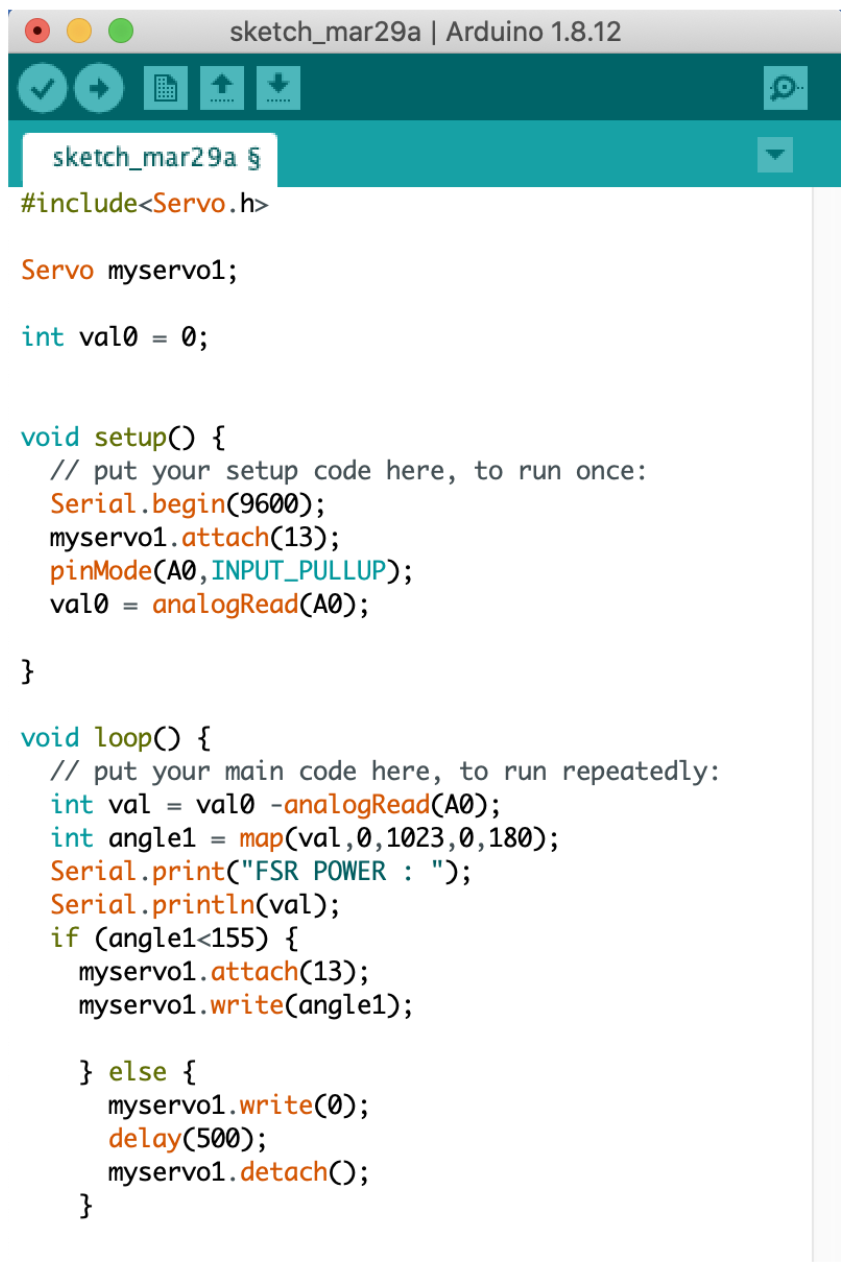 sketch_mar29a | Arduino 1.8.12
sketch_mar29a §
#include<Servo.h>
Servo myservo1;
int val0 = 0;
void setup() {
  // put your setup code here, to run once:
  Serial.begin(9600);
  myservo1.attach(13);
  pinMode(A0,INPUT_PULLUP);
  val0 = analogRead(A0);
}
void loop() {
  // put your main code here, to run repeatedly:
  int val = val0 -analogRead(A0);
  int angle1 = map(val,0,1023,0,180);
  Serial.print("FSR POWER : ");
  Serial.println(val);
  if (angle1<155) {
    myservo1.attach(13);
    myservo1.write(angle1);
    } else {
      myservo1.write(0);
      delay(500);
      myservo1.detach();
    }